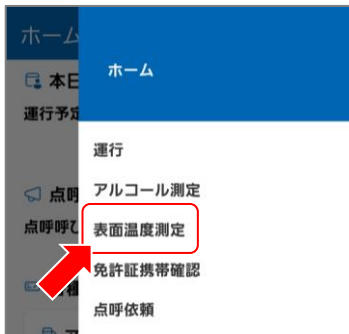 ホーム
ホーム
本日
運行予定
運行
アルコール測定
点呼
点呼呼び
表面温度測定
免許証携帯確認
点呼依頼